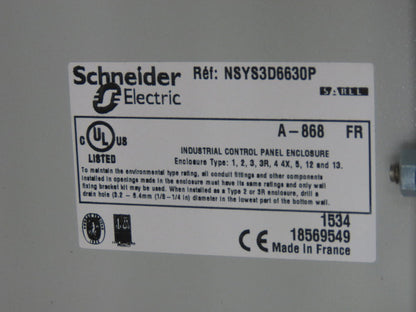 Schneider Electric
Réf: NSYS3D6630P
SARLL
A-868 FR
C UL US
LISTED
INDUSTRIAL CONTROL PANEL ENCLOSURE
Enclosure Type: 1, 2, 3, 3R, 4 4X, 5, 12 and 13.
To maintain the environmental type rating, all conduit fittings and other components
installed in openings made in the enclosure must have its same ratings and only wall
fixing bracket kit may be used. When installed as a Type 2 or 3R enclosure, drill a
drain hole (3.2 - 6.4mm (1/8 -1/4 in) diameter in the lowest part of the bottom wall.
1534
18569549
CE Made in France